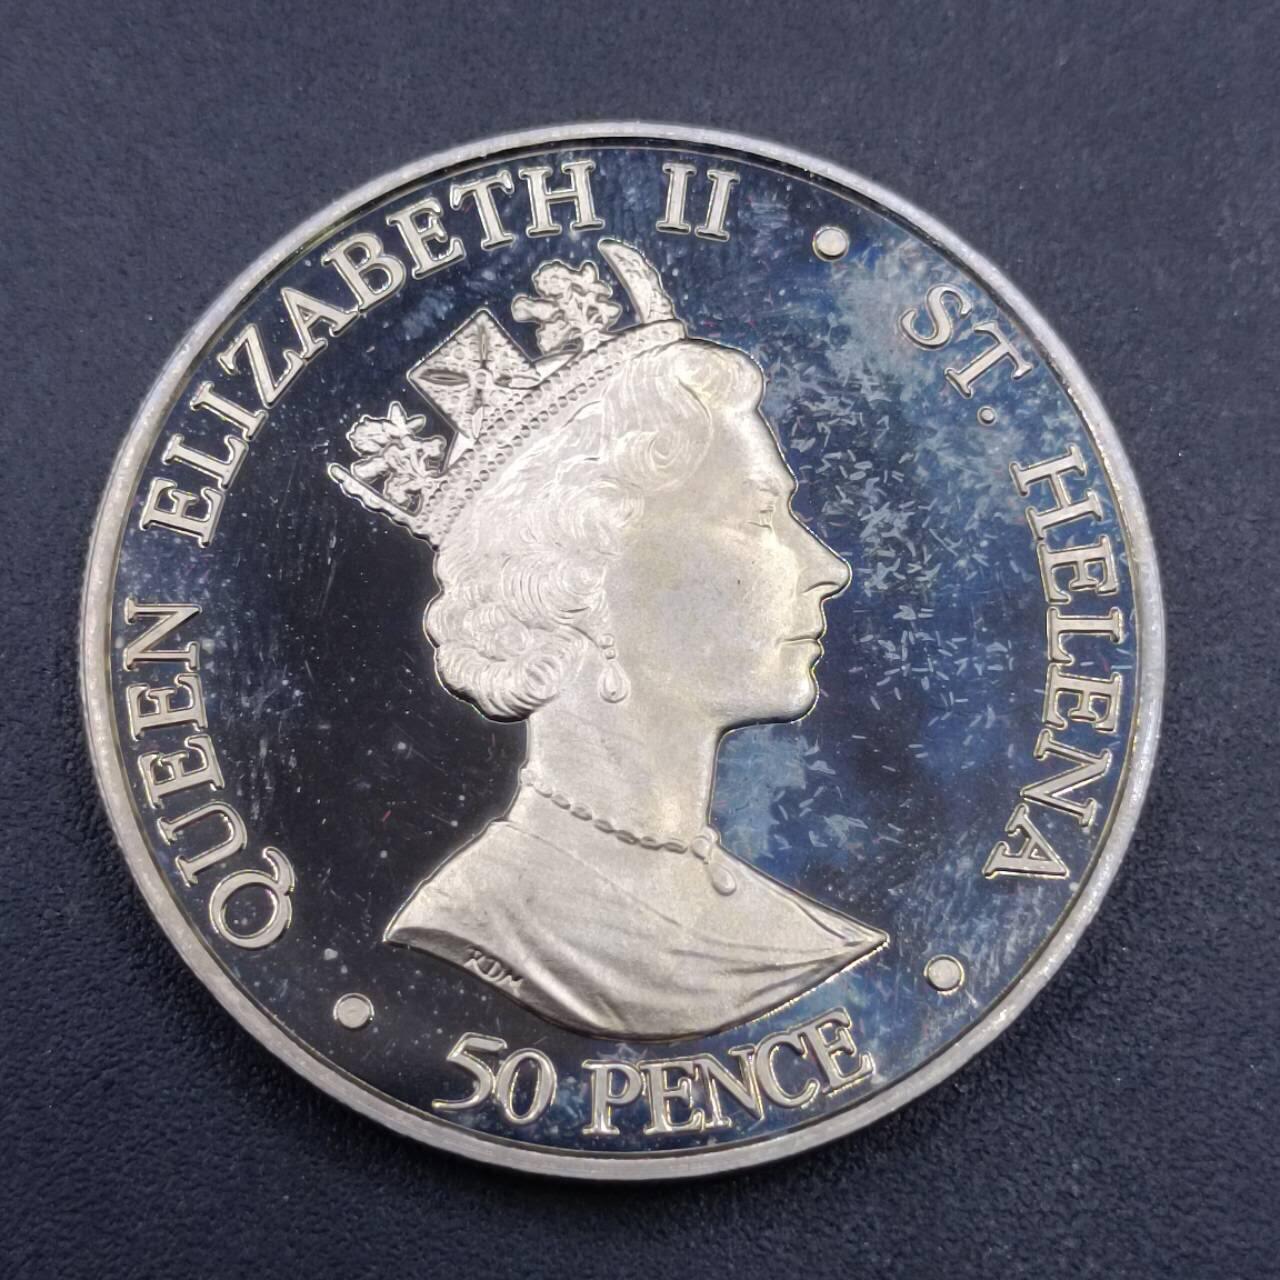 QUEEN ELIZABETH II • ST. HELENA •
50 PENCE •
RDM